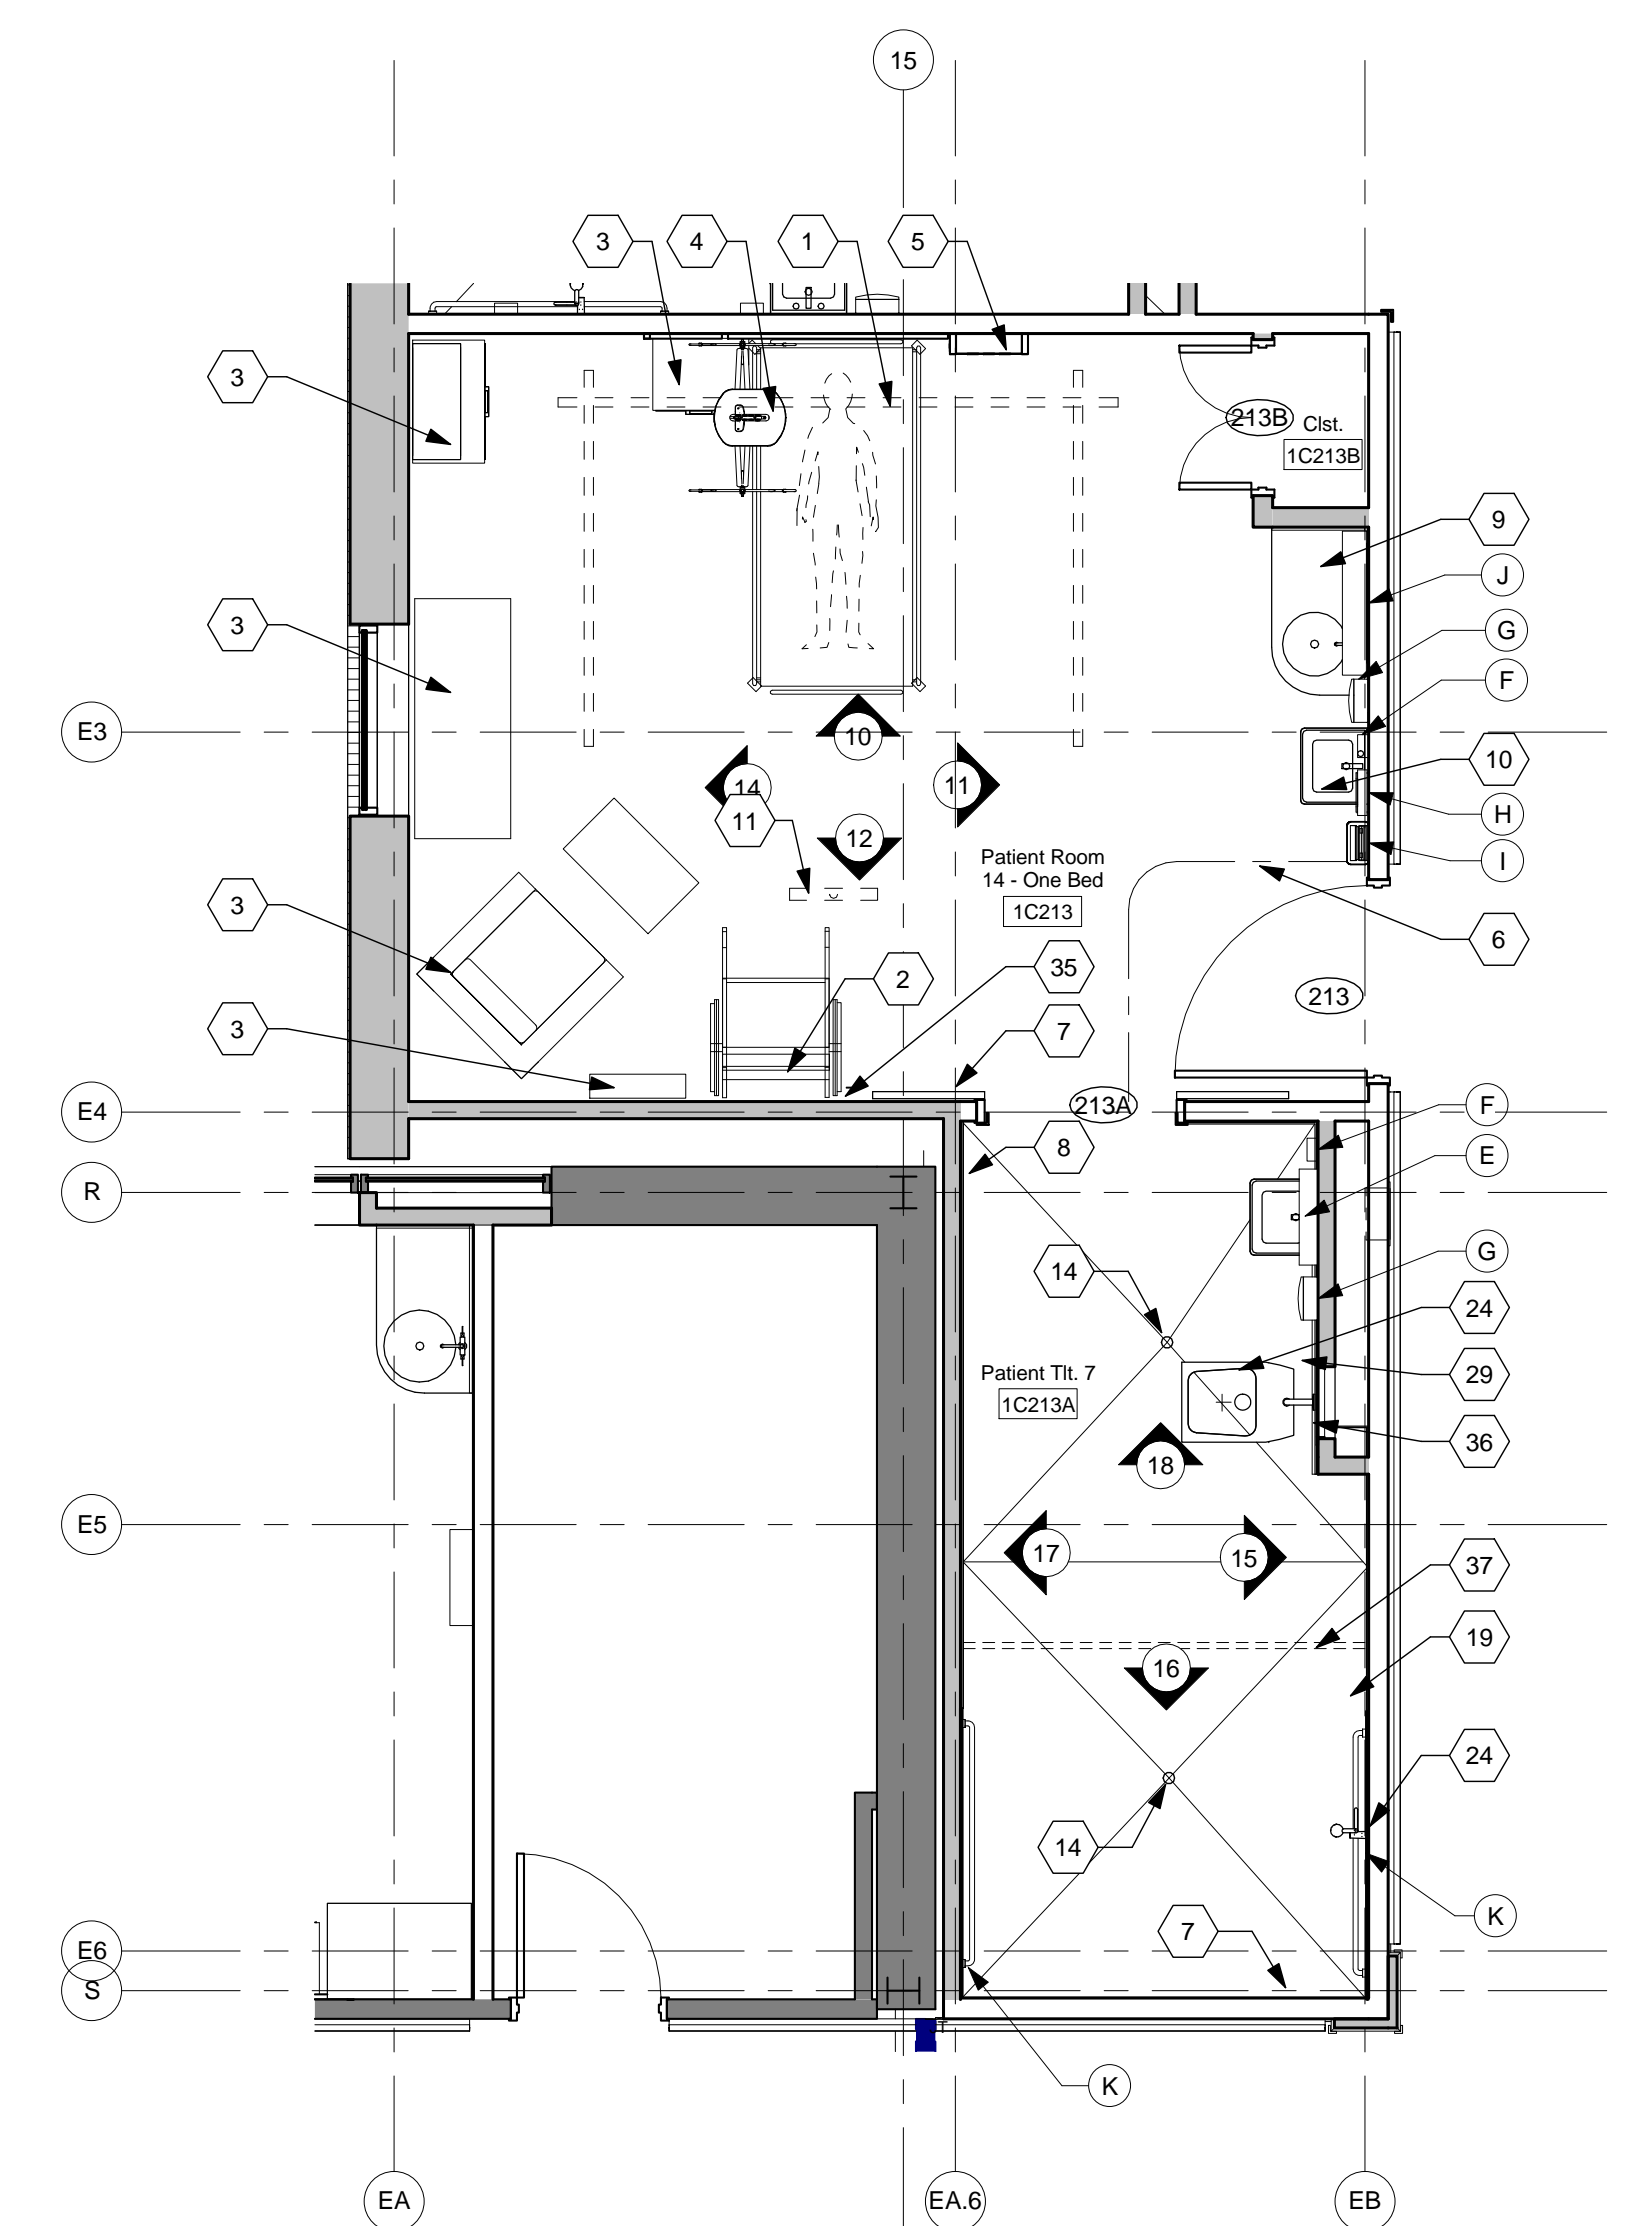 15
3
4
1
5
3
213B
Clst.
1C213B
9
J
3
G
F
E3
10
10
14
11
H
11
12
I
Patient Room
14 - One Bed
1C213
3
6
35
2
213
3
7
E4
213A
F
8
E
R
G
14
24
Patient Tlt. 7
1C213A
29
36
18
E5
17
15
37
19
16
24
14
K
7
E6
S
K
EA
EA.6
EB